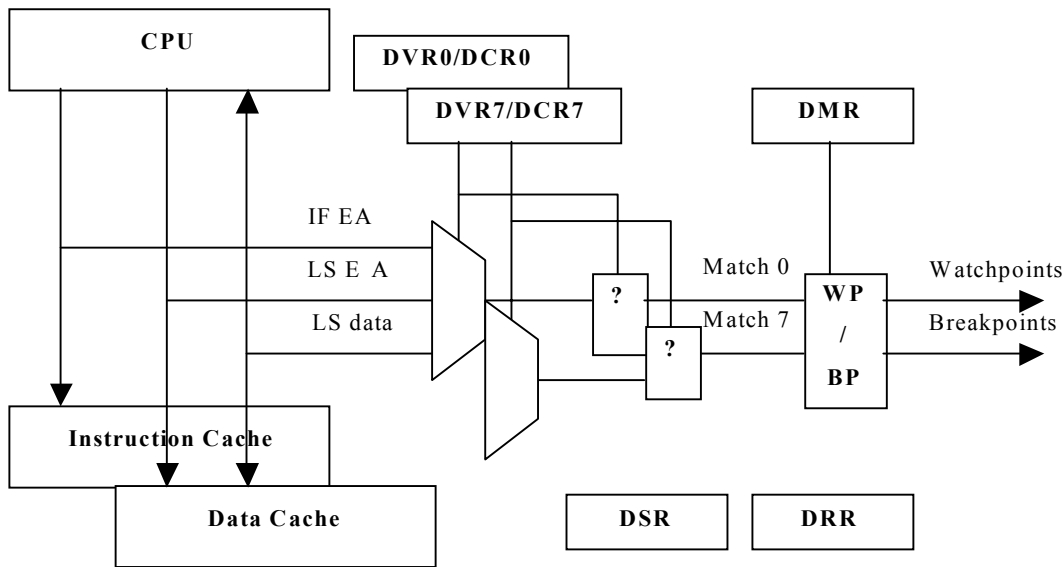 CPU
DVR0/DCR0
DVR7/DCR7
DMR
IF EA
LS E A
LS data
Match 0
Match 7
?
?
WP
/
BP
Watchpoints
Breakpoints
Instruction Cache
Data Cache
DSR
DRR